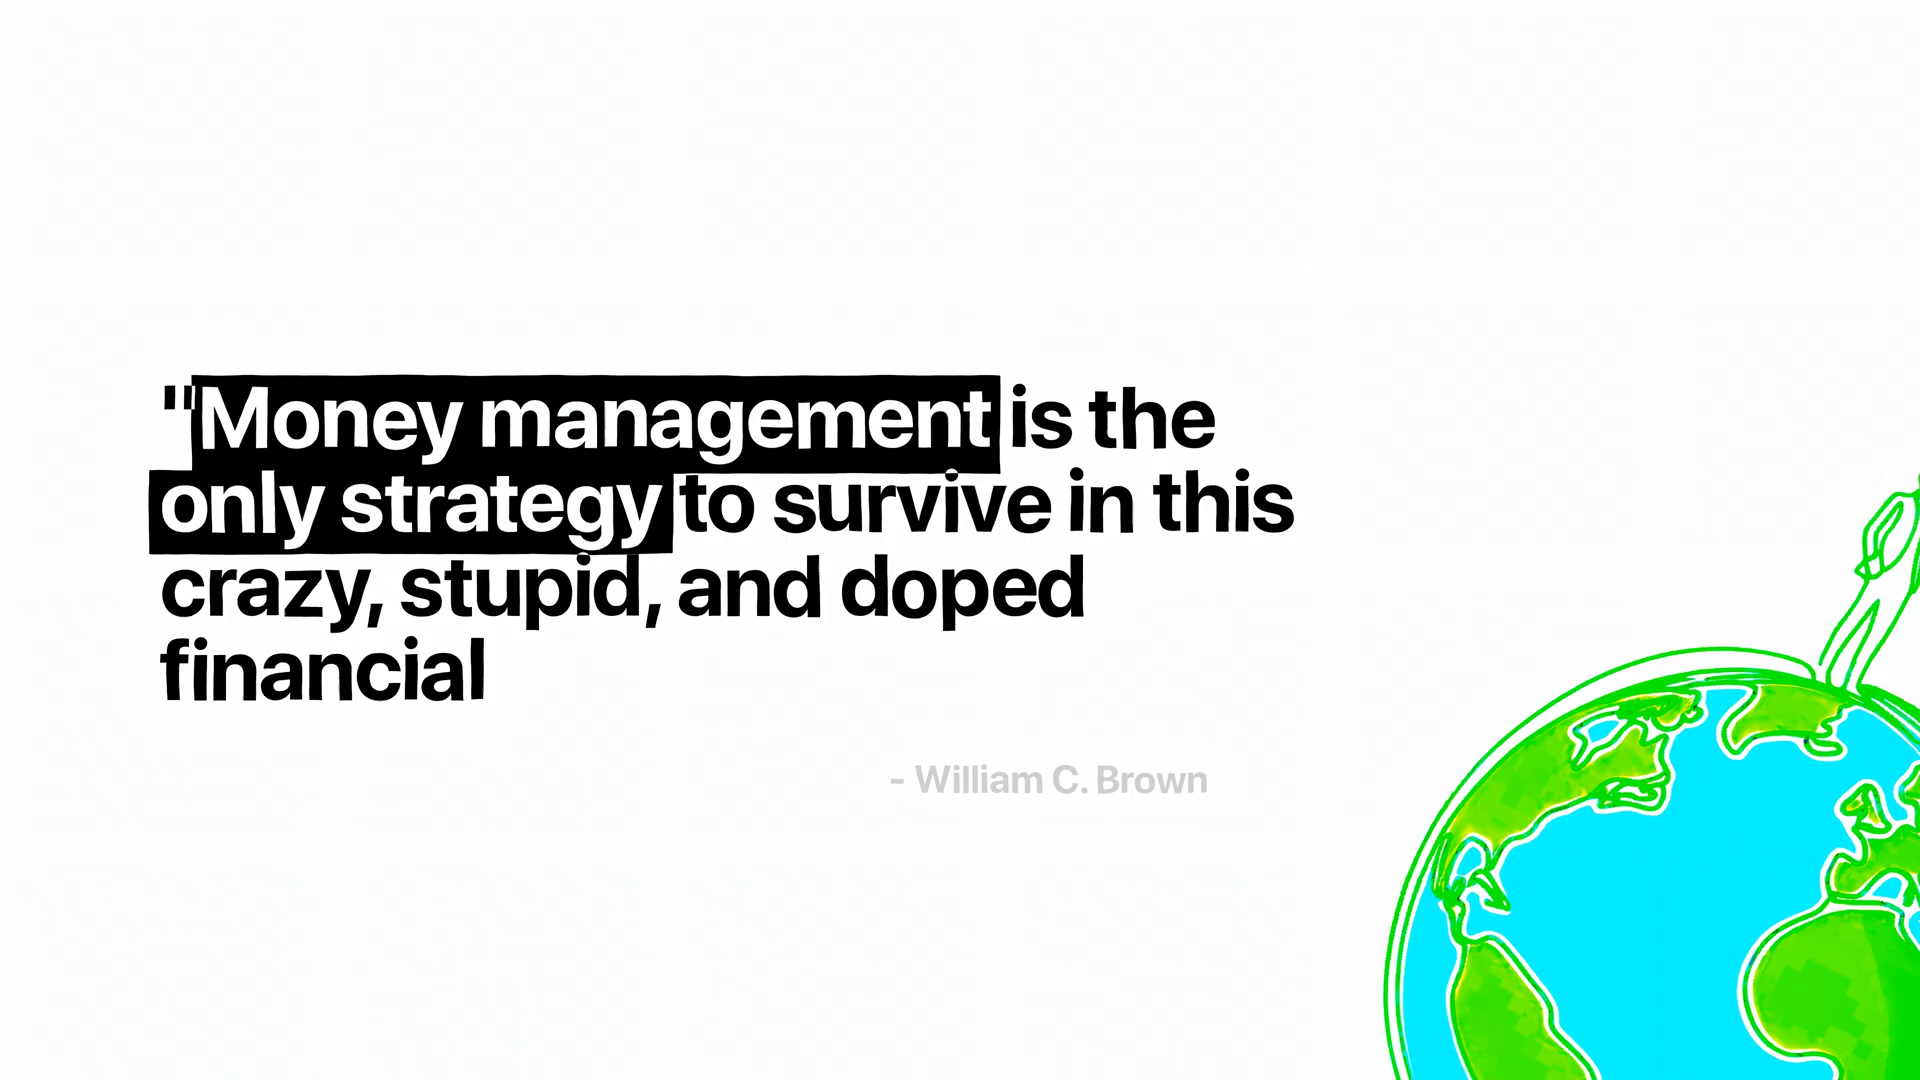 "Money management is the
only strategy to survive in this
crazy, stupid, and doped
financial
- William C. Brown